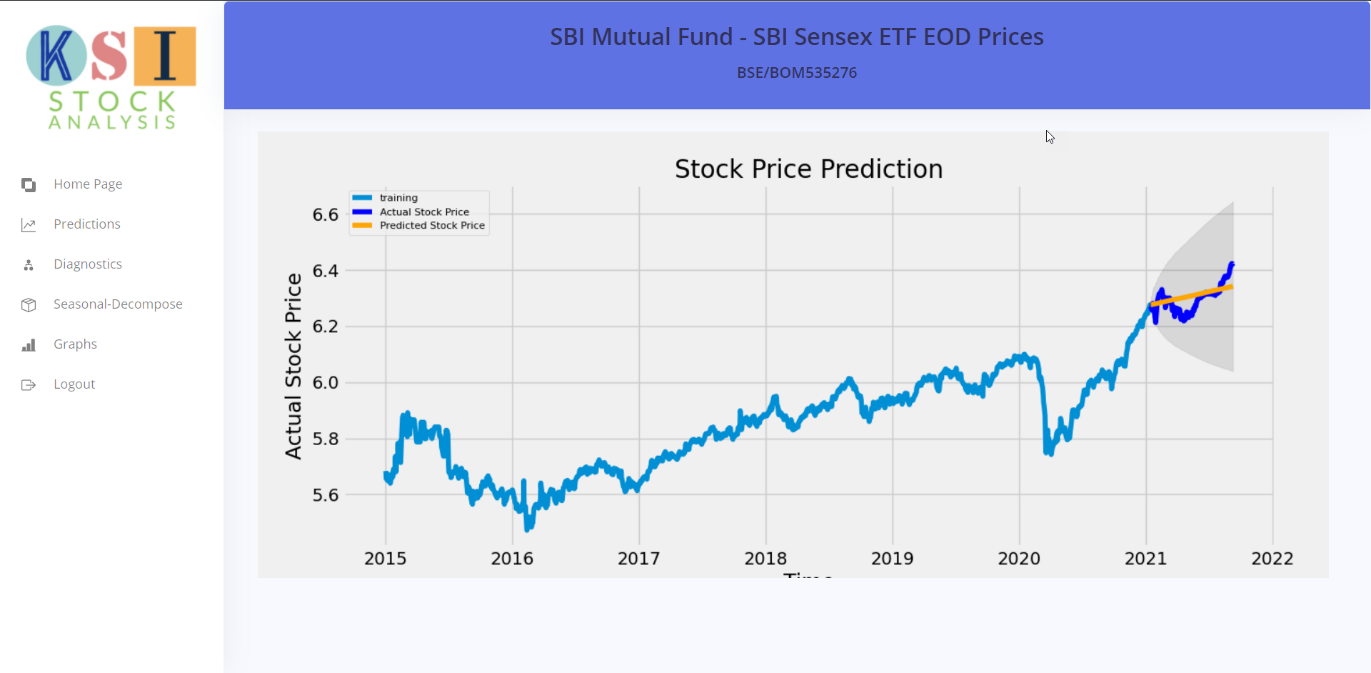 KSI
STOCK
ANALYSIS
Home Page
Predictions
Diagnostics
Seasonal-Decompose
Graphs
Logout
SBI Mutual Fund - SBI Sensex ETF EOD Prices
BSE/BOM535276
Stock Price Prediction
training
Actual Stock Price
Predicted Stock Price
Actual Stock Price
6.6
6.4
6.2
6.0
5.8
5.6
2015 2016 2017 2018 2019 2020 2021 2022
Time